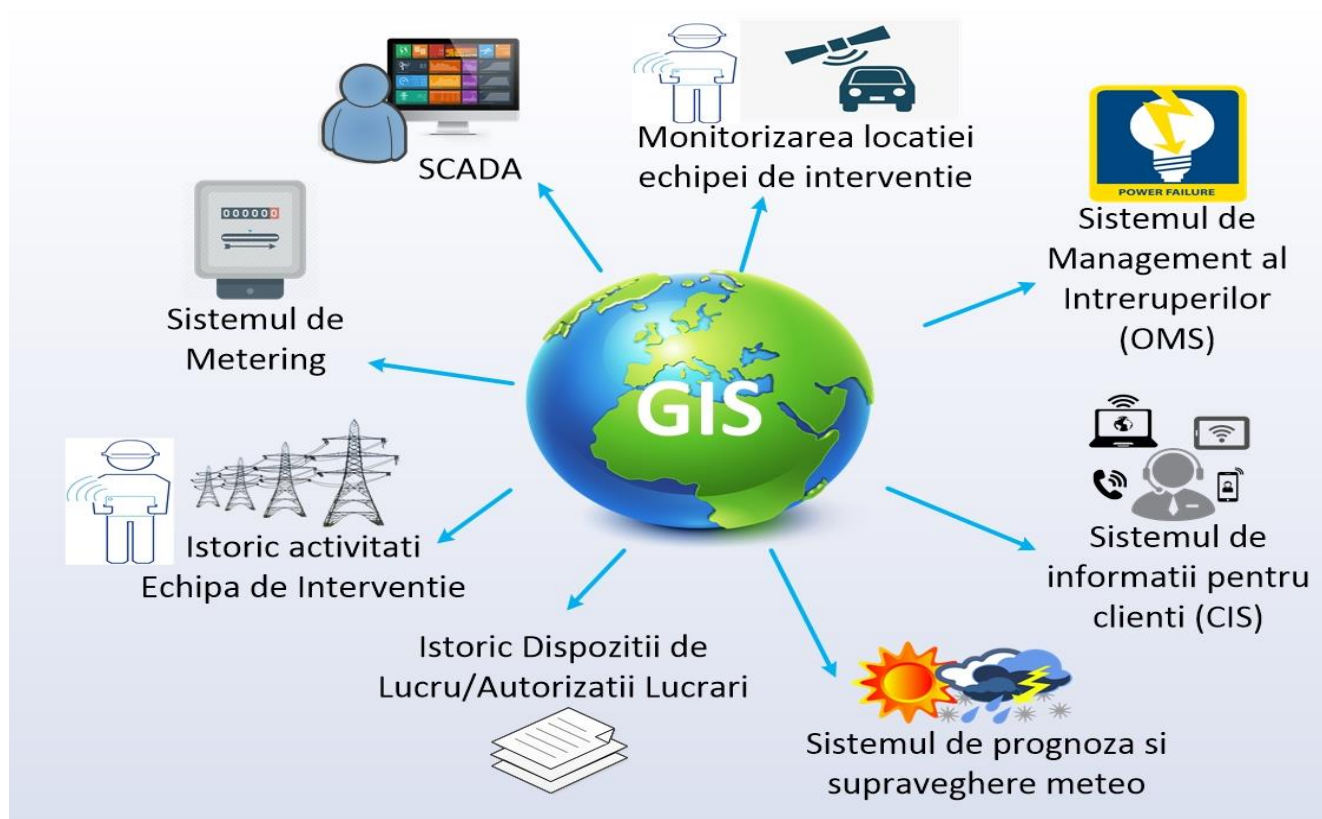 SCADA
Monitorizarea locatiei
echipei de interventie
POWER FAILURE
Sistemul de
Management al
Intreruperilor
(OMS)
000000
Sistemul de
Metering
GIS
Istoric activitati
Echipa de Interventie
Sistemul de
informatii pentru
clienti (CIS)
Istoric Dispozitii de
Lucru/Autorizatii Lucrari
Sistemul de prognoza si
supraveghere meteo